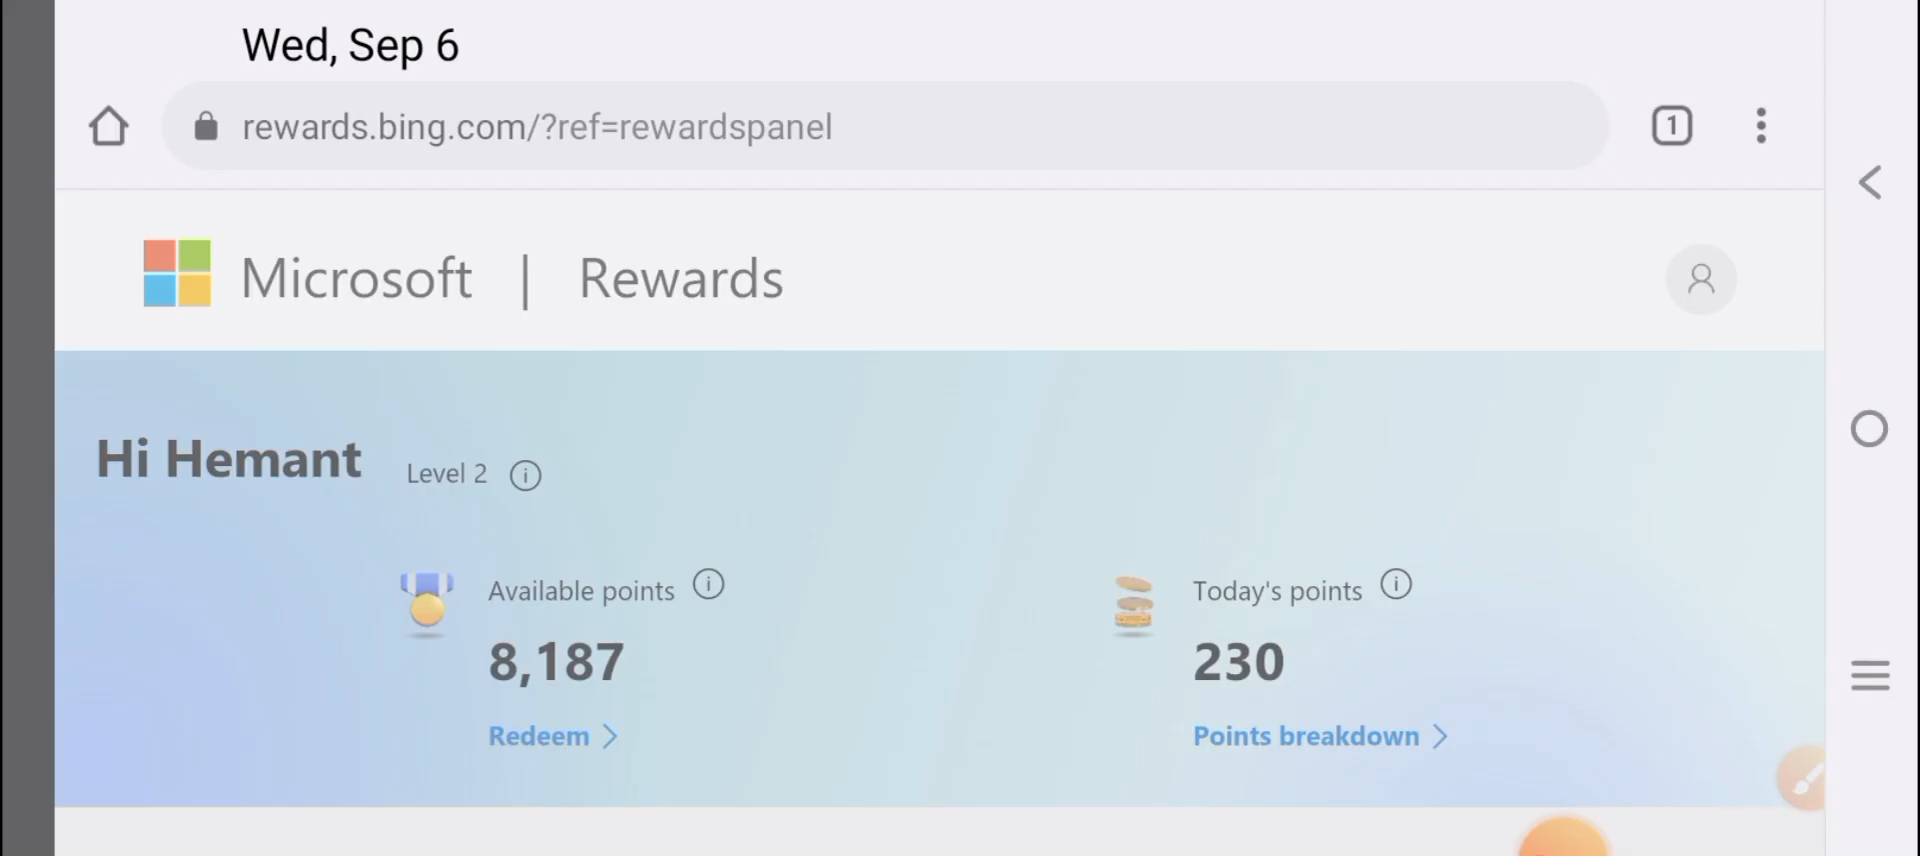 Wed, Sep 6
rewards.bing.com/?ref=rewardspanel
1
Microsoft | Rewards
Hi Hemant Level 2
Available points
8,187
Redeem
Today's points
230
Points breakdown